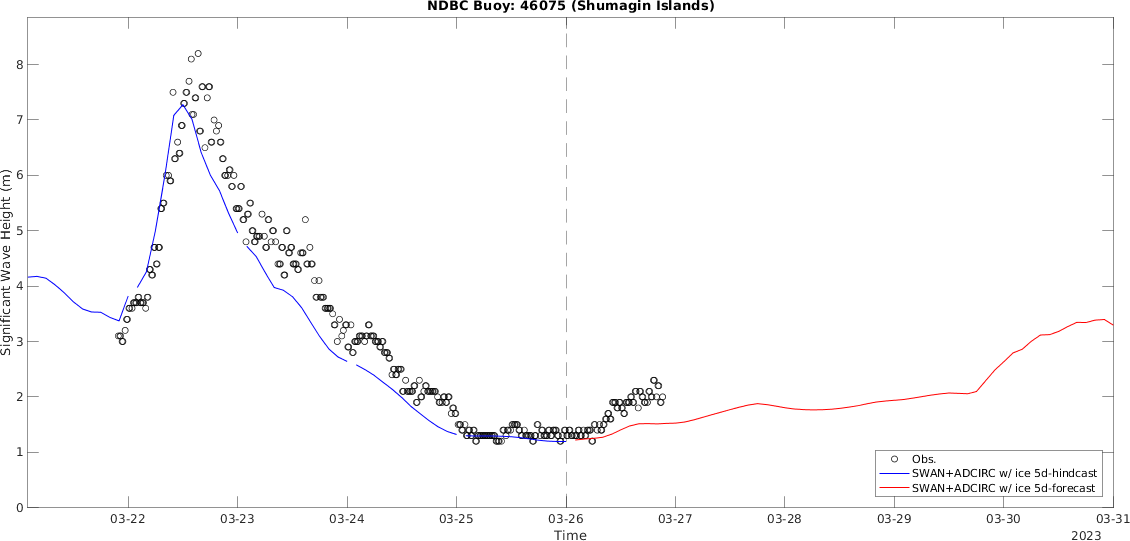 NDBC Buoy: 46075 (Shumagin Islands)
Significant Wave Height (m)
8
7
6
5
4
3
2
1
0
Obs.
SWAN+ADCIRC w/ ice 5d-hindcast
SWAN+ADCIRC w/ ice 5d-forecast
03-22 03-23 03-24 03-25 03-26 03-27 03-28 03-29 03-30 03-31
Time
2023